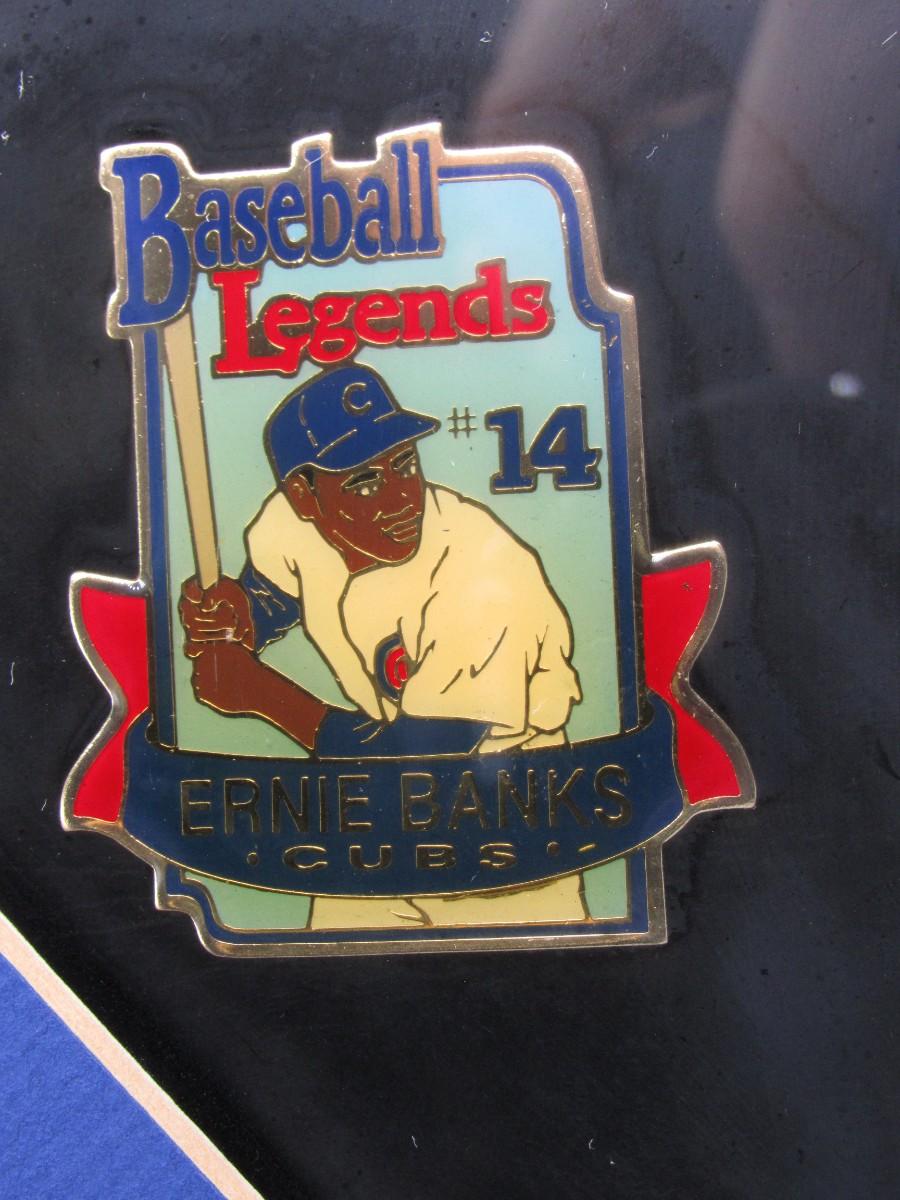 Baseball
Legends
C
#14
C
ERNIE BANKS
· CUBS ·